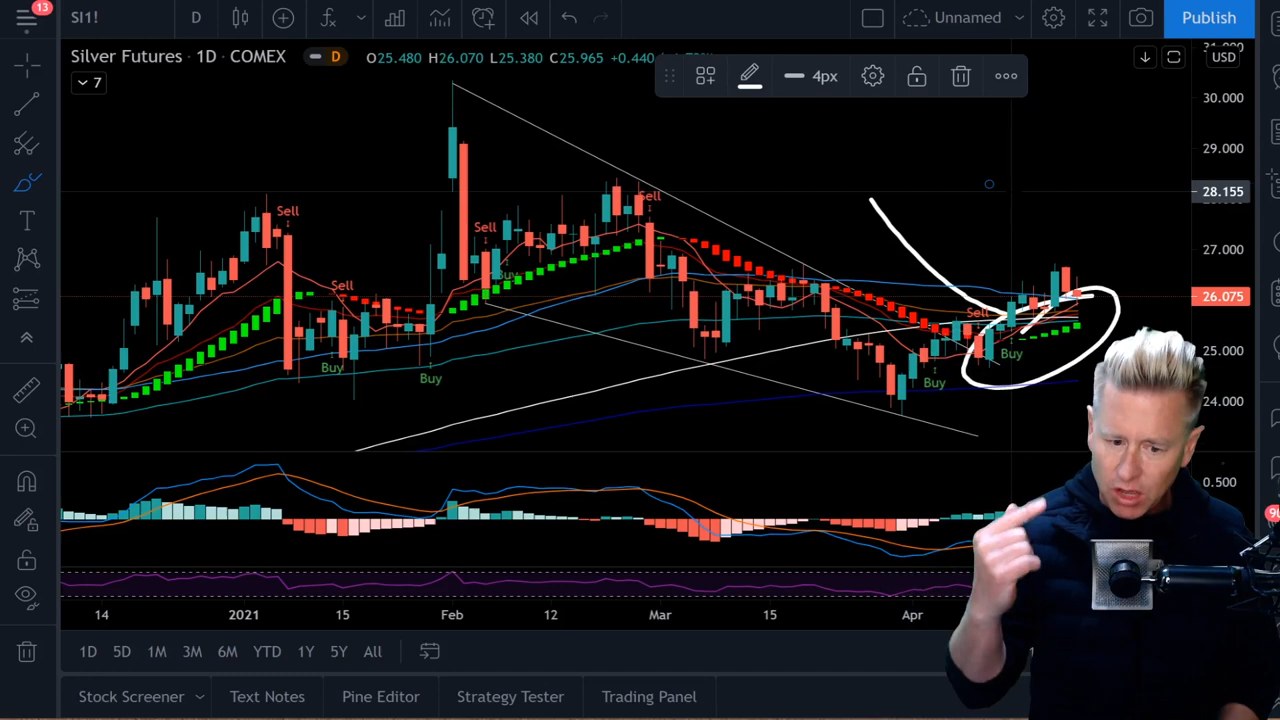 13
SI1!
D
Unnamed
Publish
Silver Futures · 1D · COMEX
D
O25.480 H26.070 L25.380 C25.965 +0.440
7
4px
USD
30.000
29.000
28.155
27.000
26.075
25.000
24.000
0.500
Sell
Sell
Sell
Sell
Sell
Buy
Buy
Buy
Buy
Buy
14
2021
15
Feb
12
Mar
15
Apr
1D
5D
1M
3M
6M
YTD
1Y
5Y
All
Stock Screener
Text Notes
Pine Editor
Strategy Tester
Trading Panel